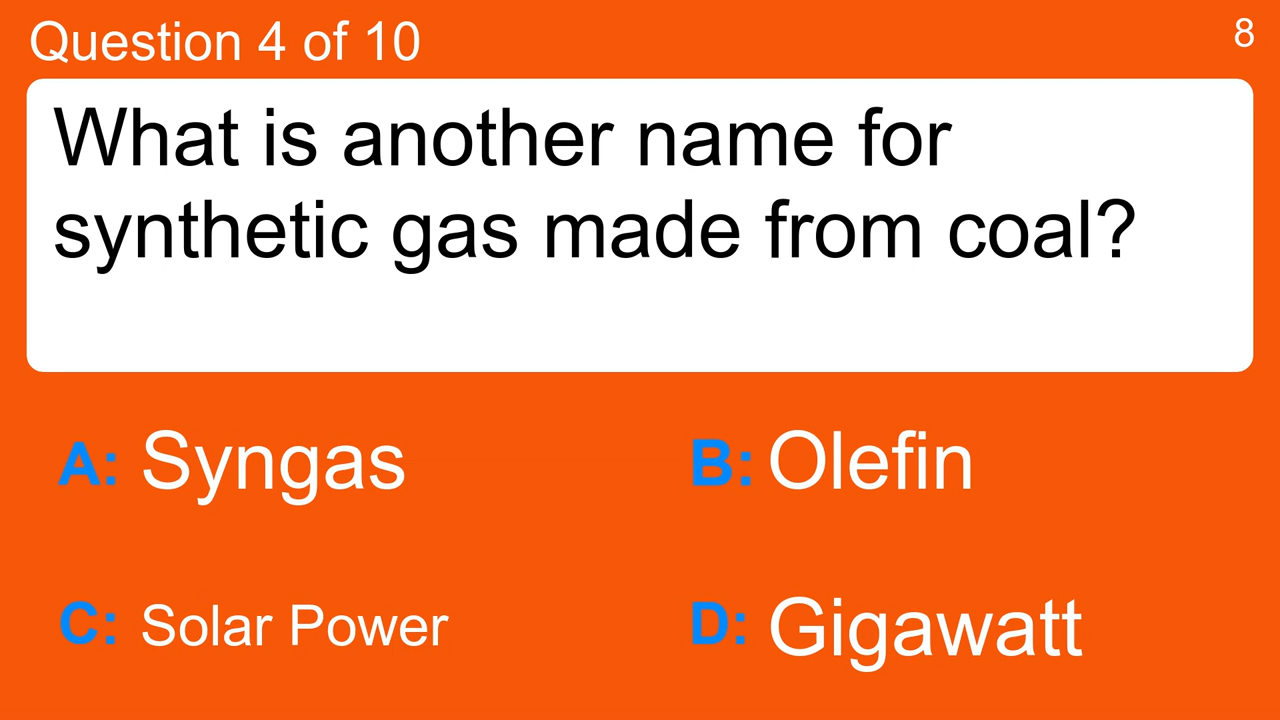 Question 4 of 10
8
What is another name for
synthetic gas made from coal?
A: Syngas
B: Olefin
C: Solar Power
D: Gigawatt